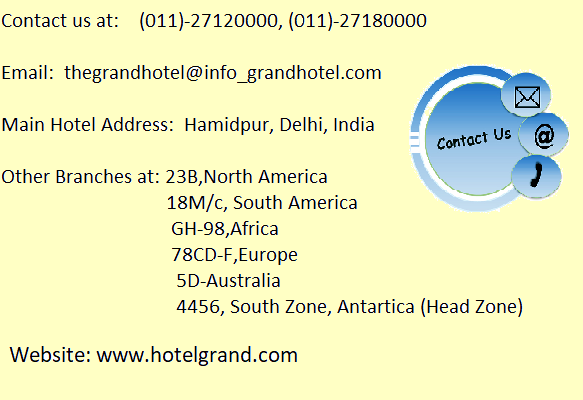 Contact us at: (011)-27120000, (011)-27180000
Email: thegrandhotel@info_grandhotel.com
Main Hotel Address: Hamidpur, Delhi, India
Contact Us
@
Other Branches at: 23B,North America
18M/c, South America
GH-98,Africa
78CD-F,Europe
5D-Australia
4456, South Zone, Antartica (Head Zone)
Website: www.hotelgrand.com